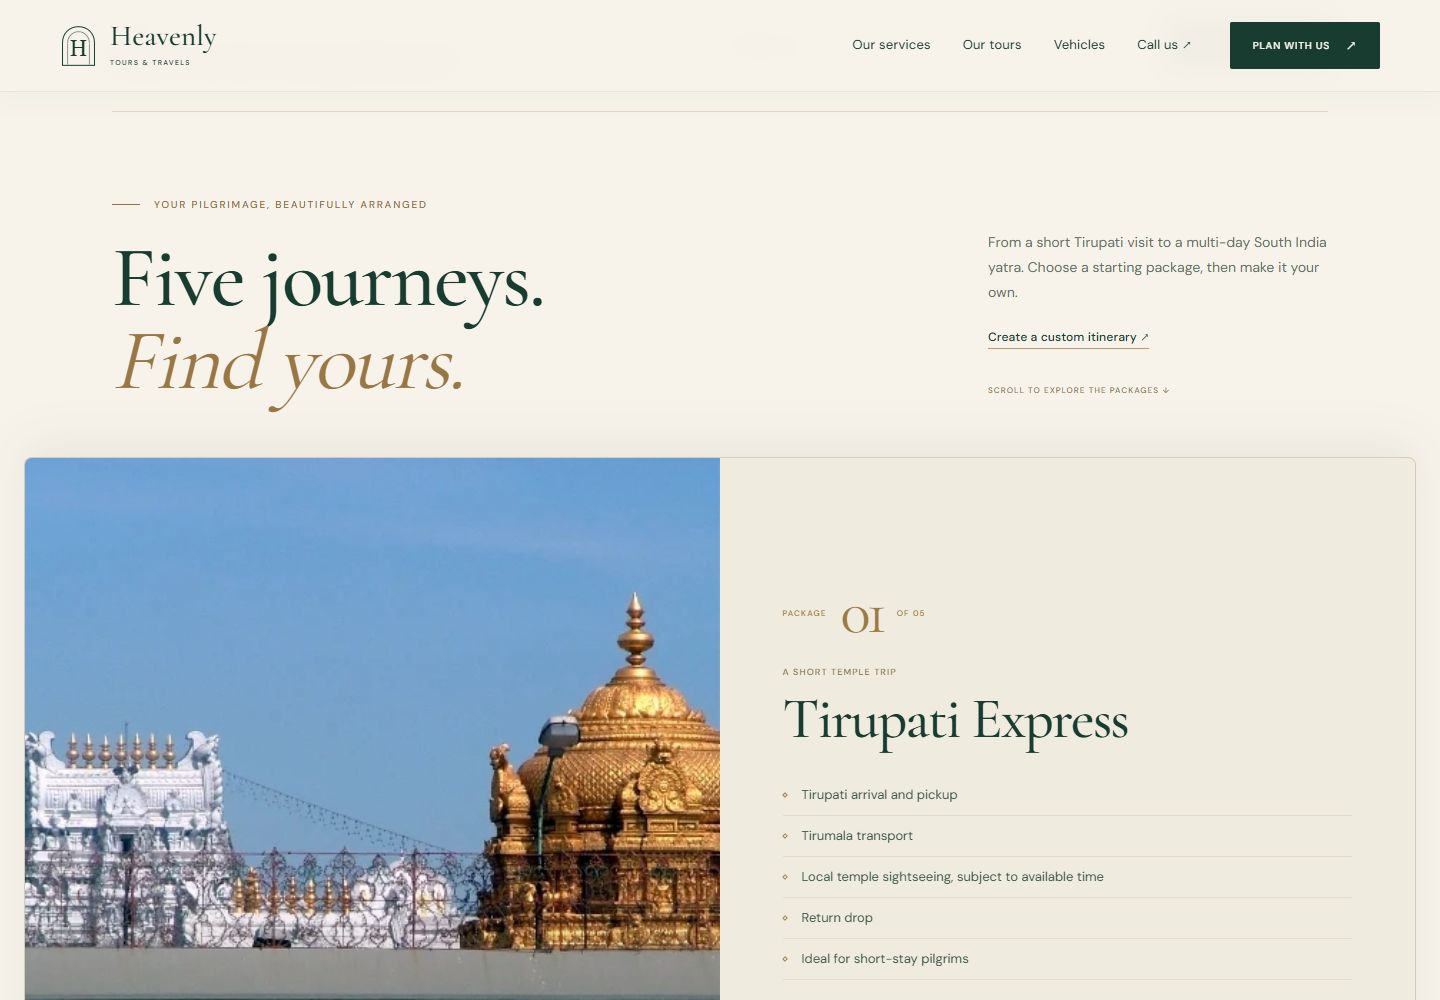 H
Heavenly
TOURS & TRAVELS
Our services
Our tours
Vehicles
Call us ↗
PLAN WITH US ↗
YOUR PILGRIMAGE, BEAUTIFULLY ARRANGED
Five journeys.
Find yours.
From a short Tirupati visit to a multi-day South India
yatra. Choose a starting package, then make it your
own.
Create a custom itinerary ↗
SCROLL TO EXPLORE THE PACKAGES ↓
PACKAGE 01 OF 05
A SHORT TEMPLE TRIP
Tirupati Express
Tirupati arrival and pickup
Tirumala transport
Local temple sightseeing, subject to available time
Return drop
Ideal for short-stay pilgrims